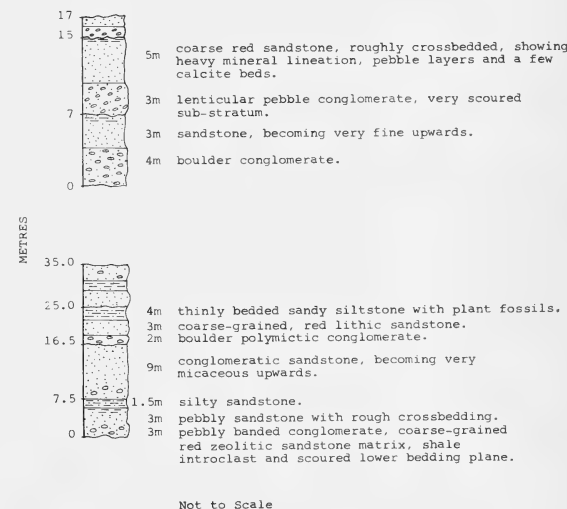 17
15
5m coarse red sandstone, roughly crossbedded, showing
heavy mineral lineation, pebble layers and a few
calcite beds.
3m lenticular pebble conglomerate, very scoured
7
sub-stratum.
3m sandstone, becoming very fine upwards.
4m boulder conglomerate.
0
METRES
35.0
25.0
4m thinly bedded sandy siltstone with plant fossils.
3m coarse-grained, red lithic sandstone.
16.5
2m boulder polymictic conglomerate.
9m conglomeratic sandstone, becoming very
micaceous upwards.
7.5
1.5m silty sandstone.
3m pebbly sandstone with rough crossbedding.
0
3m pebbly banded conglomerate, coarse-grained
red zeolitic sandstone matrix, shale
introclast and scoured lower bedding plane.
Not to Scale